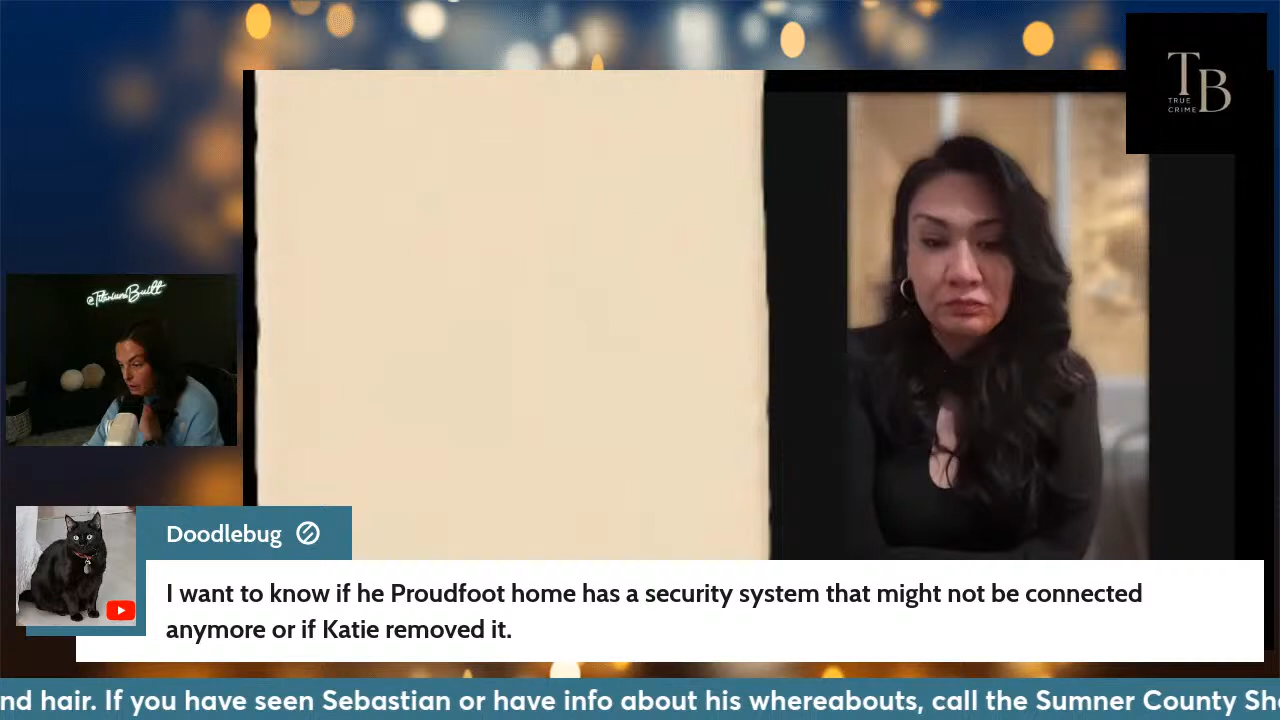 TB
TRUE
CRIME
@TitaniumBuilt
Doodlebug
I want to know if he Proudfoot home has a security system that might not be connected
anymore or if Katie removed it.
nd hair. If you have seen Sebastian or have info about his whereabouts, call the Sumner County Sh